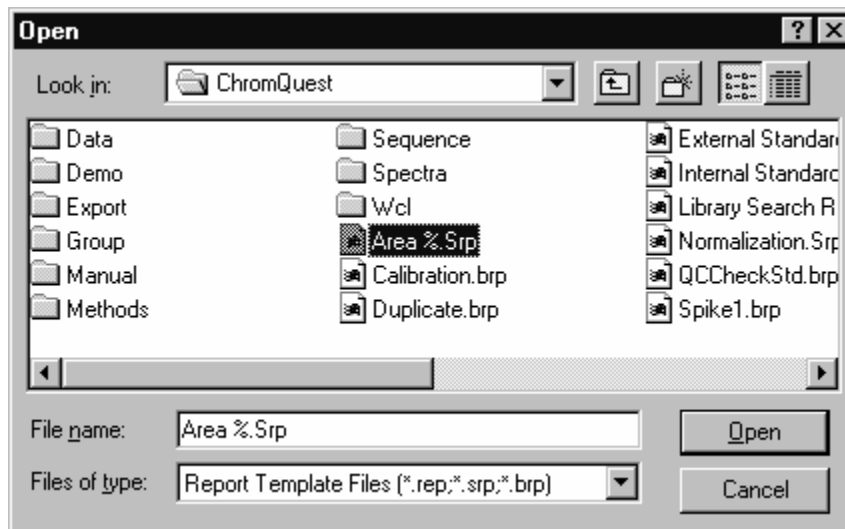 Open
Look in: ChromQuest
Data Sequence External Standar
Demo Spectra Internal Standard
Export Wcl Library Search R
Group Area %.Srp Normalization.Srp
Manual Calibration.brp QCCheckStd.brp
Methods Duplicate.brp Spike1.brp
File name: Area %.Srp Open
Files of type: Report Template Files (*.rep;*.srp;*.brp) Cancel